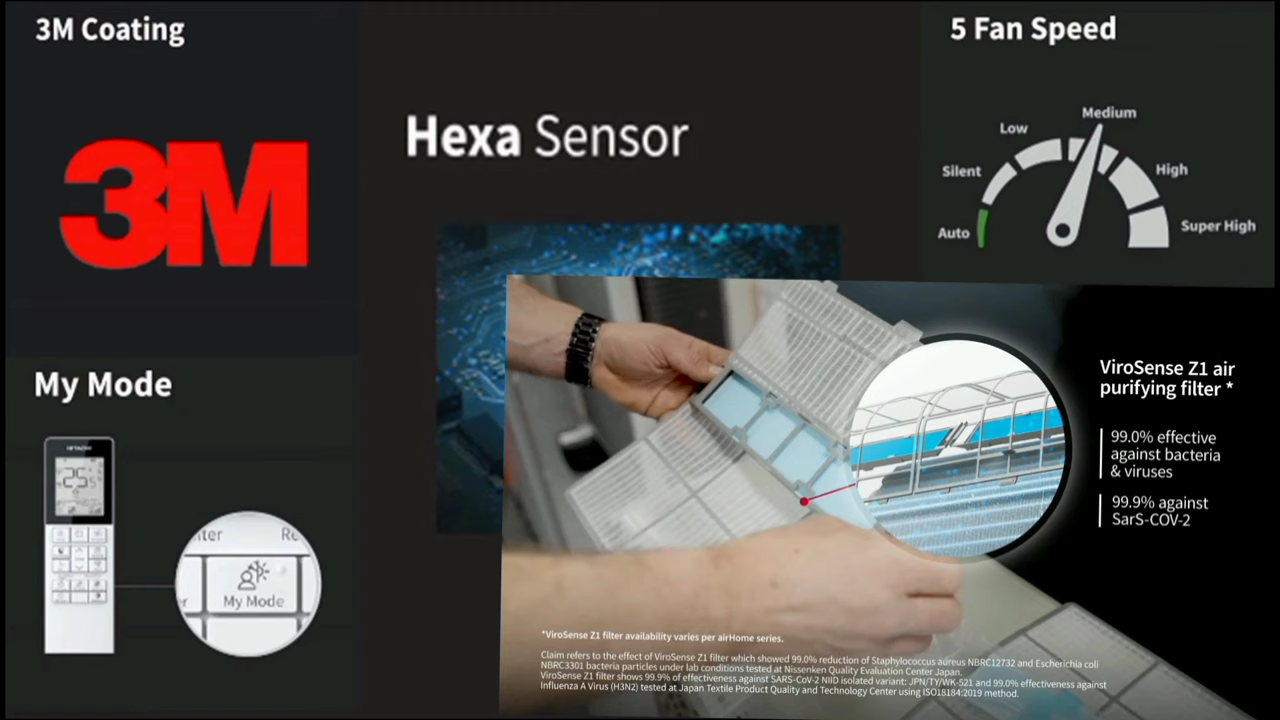 3M Coating
3M
My Mode
HITACHI
25
My Mode
Hexa Sensor
5 Fan Speed
Auto
Silent
Low
Medium
High
Super High
ViroSense Z1 air
purifying filter *
99.0% effective
against bacteria
& viruses
99.9% against
SarS-COV-2
*ViroSense Z1 filter availability varies per airHome series.
Claim refers to the effect of ViroSense Z1 filter which showed 99.0% reduction of Staphylococcus aureus NBRC12732 and Escherichia coli
NBRC3301 bacteria particles under lab conditions tested at Nissenken Quality Evaluation Center Japan.
ViroSense Z1 filter shows 99.9% of effectiveness against SARS-CoV-2 NIID isolated variant: JPN/TY/WK-521 and 99.0% effectiveness against
Influenza A Virus (H3N2) tested at Japan Textile Product Quality and Technology Center using ISO18184:2019 method.